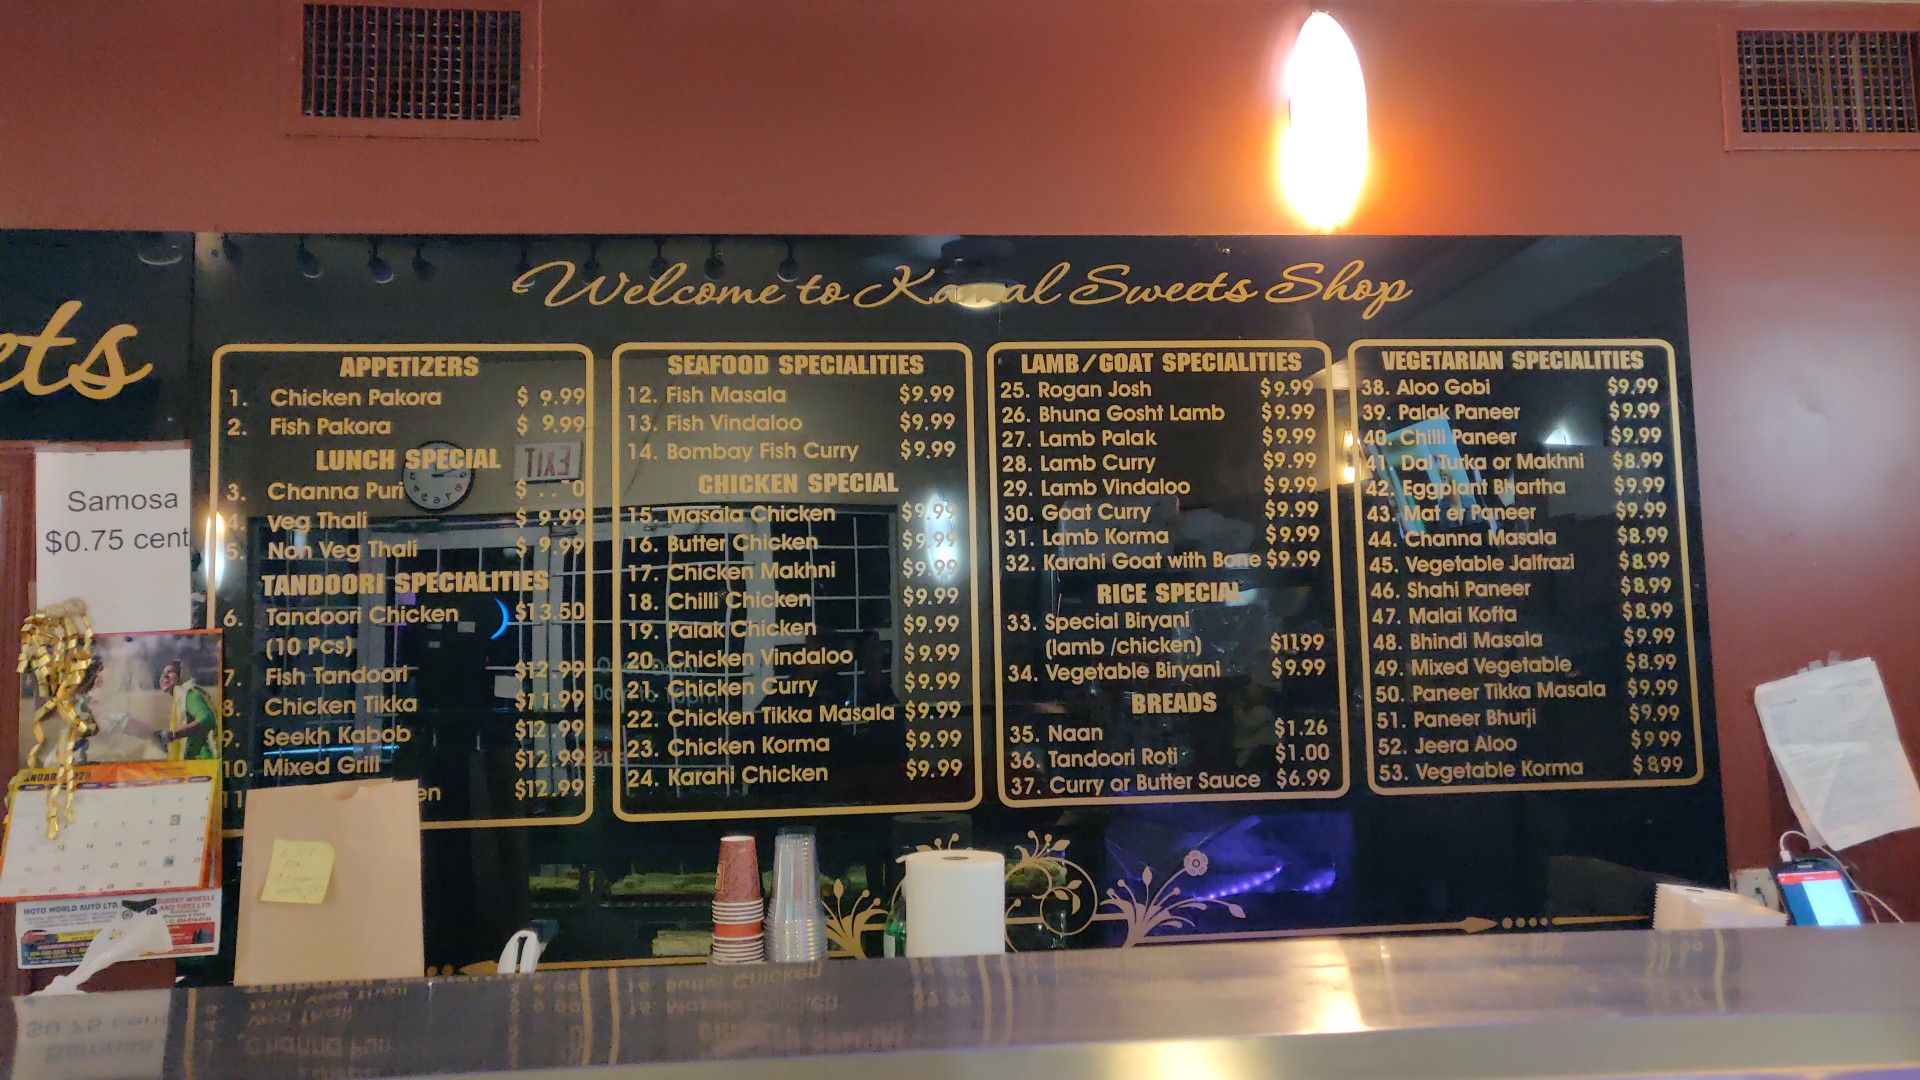 Welcome to Kamal Sweets Shop
ets
Samosa
$0.75 cent
APPETIZERS
1. Chicken Pakora $ 9.99
2. Fish Pakora $ 9.99
LUNCH SPECIAL
3. Channa Puri $
4. Veg Thali $ 9.99
5. Non Veg Thali $ 9.99
TANDOORI SPECIALITIES
6. Tandoori Chicken $13.50
(10 Pcs)
7. Fish Tandoori $12.99
8. Chicken Tikka $11.99
9. Seekh Kabob $12.99
10. Mixed Grill $12.99
11. en $12.99
EXIT
SEAFOOD SPECIALITIES
12. Fish Masala $9.99
13. Fish Vindaloo $9.99
14. Bombay Fish Curry $9.99
CHICKEN SPECIAL
15. Masala Chicken $9.99
16. Butter Chicken $9.99
17. Chicken Makhni $9.99
18. Chilli Chicken $9.99
19. Palak Chicken $9.99
20. Chicken Vindaloo $9.99
21. Chicken Curry $9.99
22. Chicken Tikka Masala $9.99
23. Chicken Korma $9.99
24. Karahi Chicken $9.99
LAMB/GOAT SPECIALITIES
25. Rogan Josh $9.99
26. Bhuna Gosht Lamb $9.99
27. Lamb Palak $9.99
28. Lamb Curry $9.99
29. Lamb Vindaloo $9.99
30. Goat Curry $9.99
31. Lamb Korma $9.99
32. Karahi Goat with Bone $9.99
RICE SPECIAL
33. Special Biryani
(lamb /chicken) $11.99
34. Vegetable Biryani $9.99
BREADS
35. Naan $1.26
36. Tandoori Roti $1.00
37. Curry or Butter Sauce $6.99
VEGETARIAN SPECIALITIES
38. Aloo Gobi $9.99
39. Palak Paneer $9.99
40. Chilli Paneer $9.99
41. Dal Turka or Makhni $8.99
42. Eggplant Bhartha $9.99
43. Mat er Paneer $9.99
44. Channa Masala $8.99
45. Vegetable Jalfrazi $8.99
46. Shahi Paneer $8.99
47. Malai Kofta $8.99
48. Bhindi Masala $9.99
49. Mixed Vegetable $8.99
50. Paneer Tikka Masala $9.99
51. Paneer Bhurji $9.99
52. Jeera Aloo $9.99
53. Vegetable Korma $8.99
MOTO WORLD AUTO LTD.
SURREY WHEELS
AND TIRES LTD.